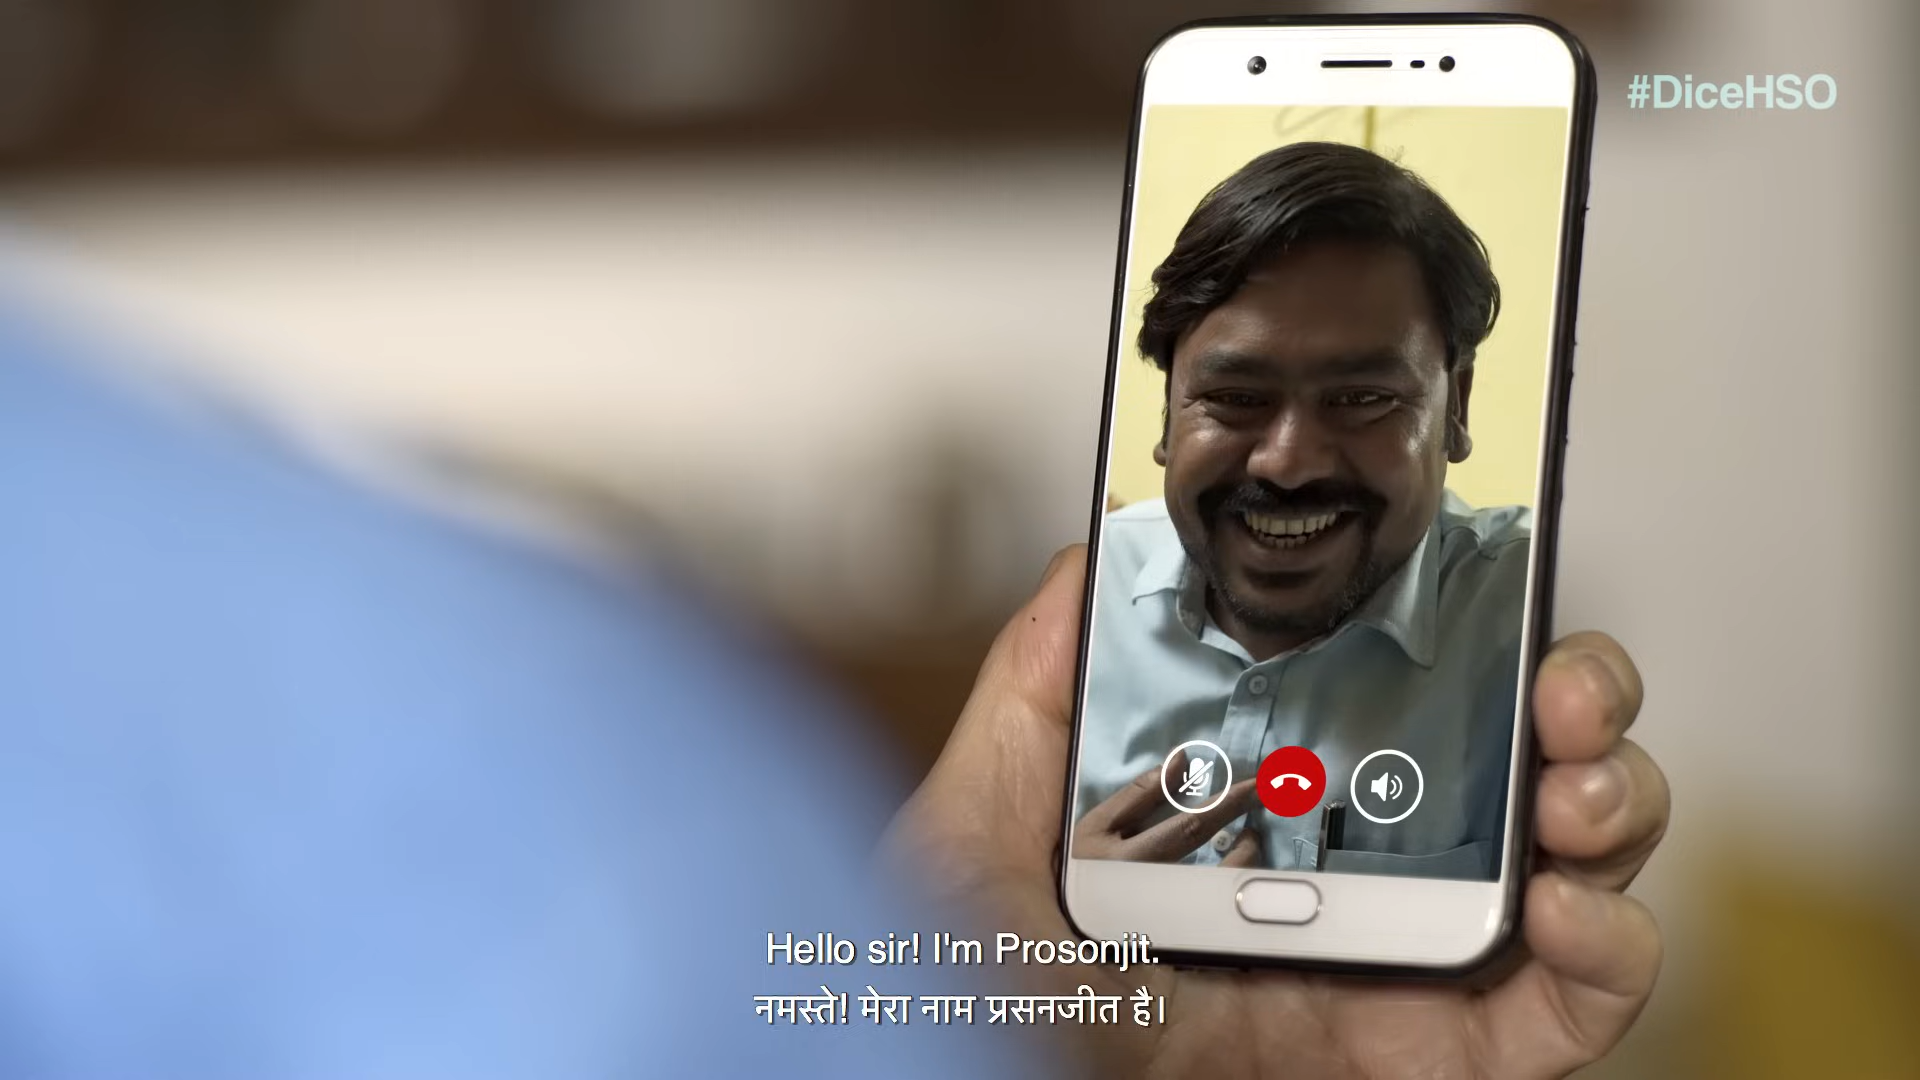 #DiceHSO
Hello sir! I'm Prosonjit.
नमस्ते! मेरा नाम प्रसनजीत है।